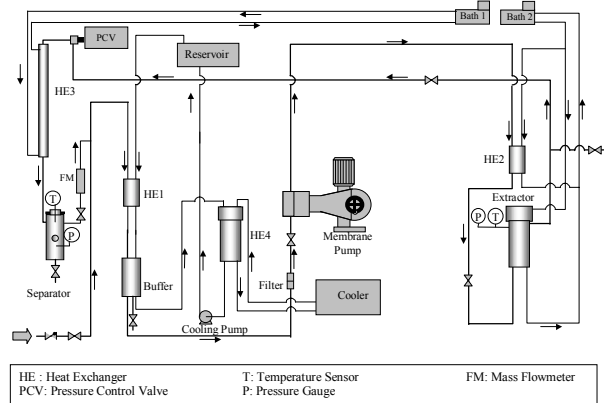 Bath 1
Bath 2
PCV
Reservoir
HE3
FM
HE2
T
HE1
Extractor
P
P T
HE4
Membrane
Pump
Buffer
Separator
Filter
Cooler
Cooling Pump
HE : Heat Exchanger
T: Temperature Sensor
FM: Mass Flowmeter
PCV: Pressure Control Valve
P: Pressure Gauge